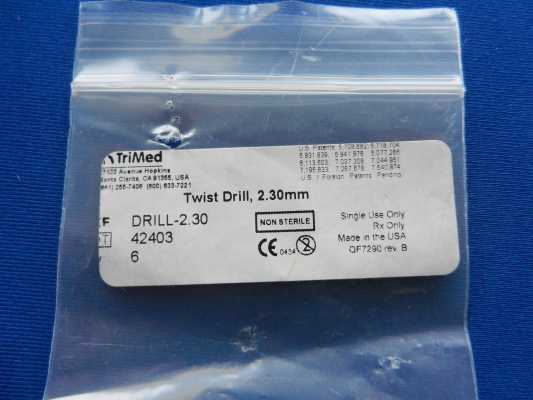 TriMed
Avenue Hopkins
Santa Clarita, CA 91355, USA
(800) 633-7221
U.S. Patents
U.S. / Foreign Patents Pending
Twist Drill, 2.30mm
DRILL-2.30
42403
6
NON STERILE
CE 0434
Single Use Only
Rx Only
Made in the USA
QF7290 rev. B